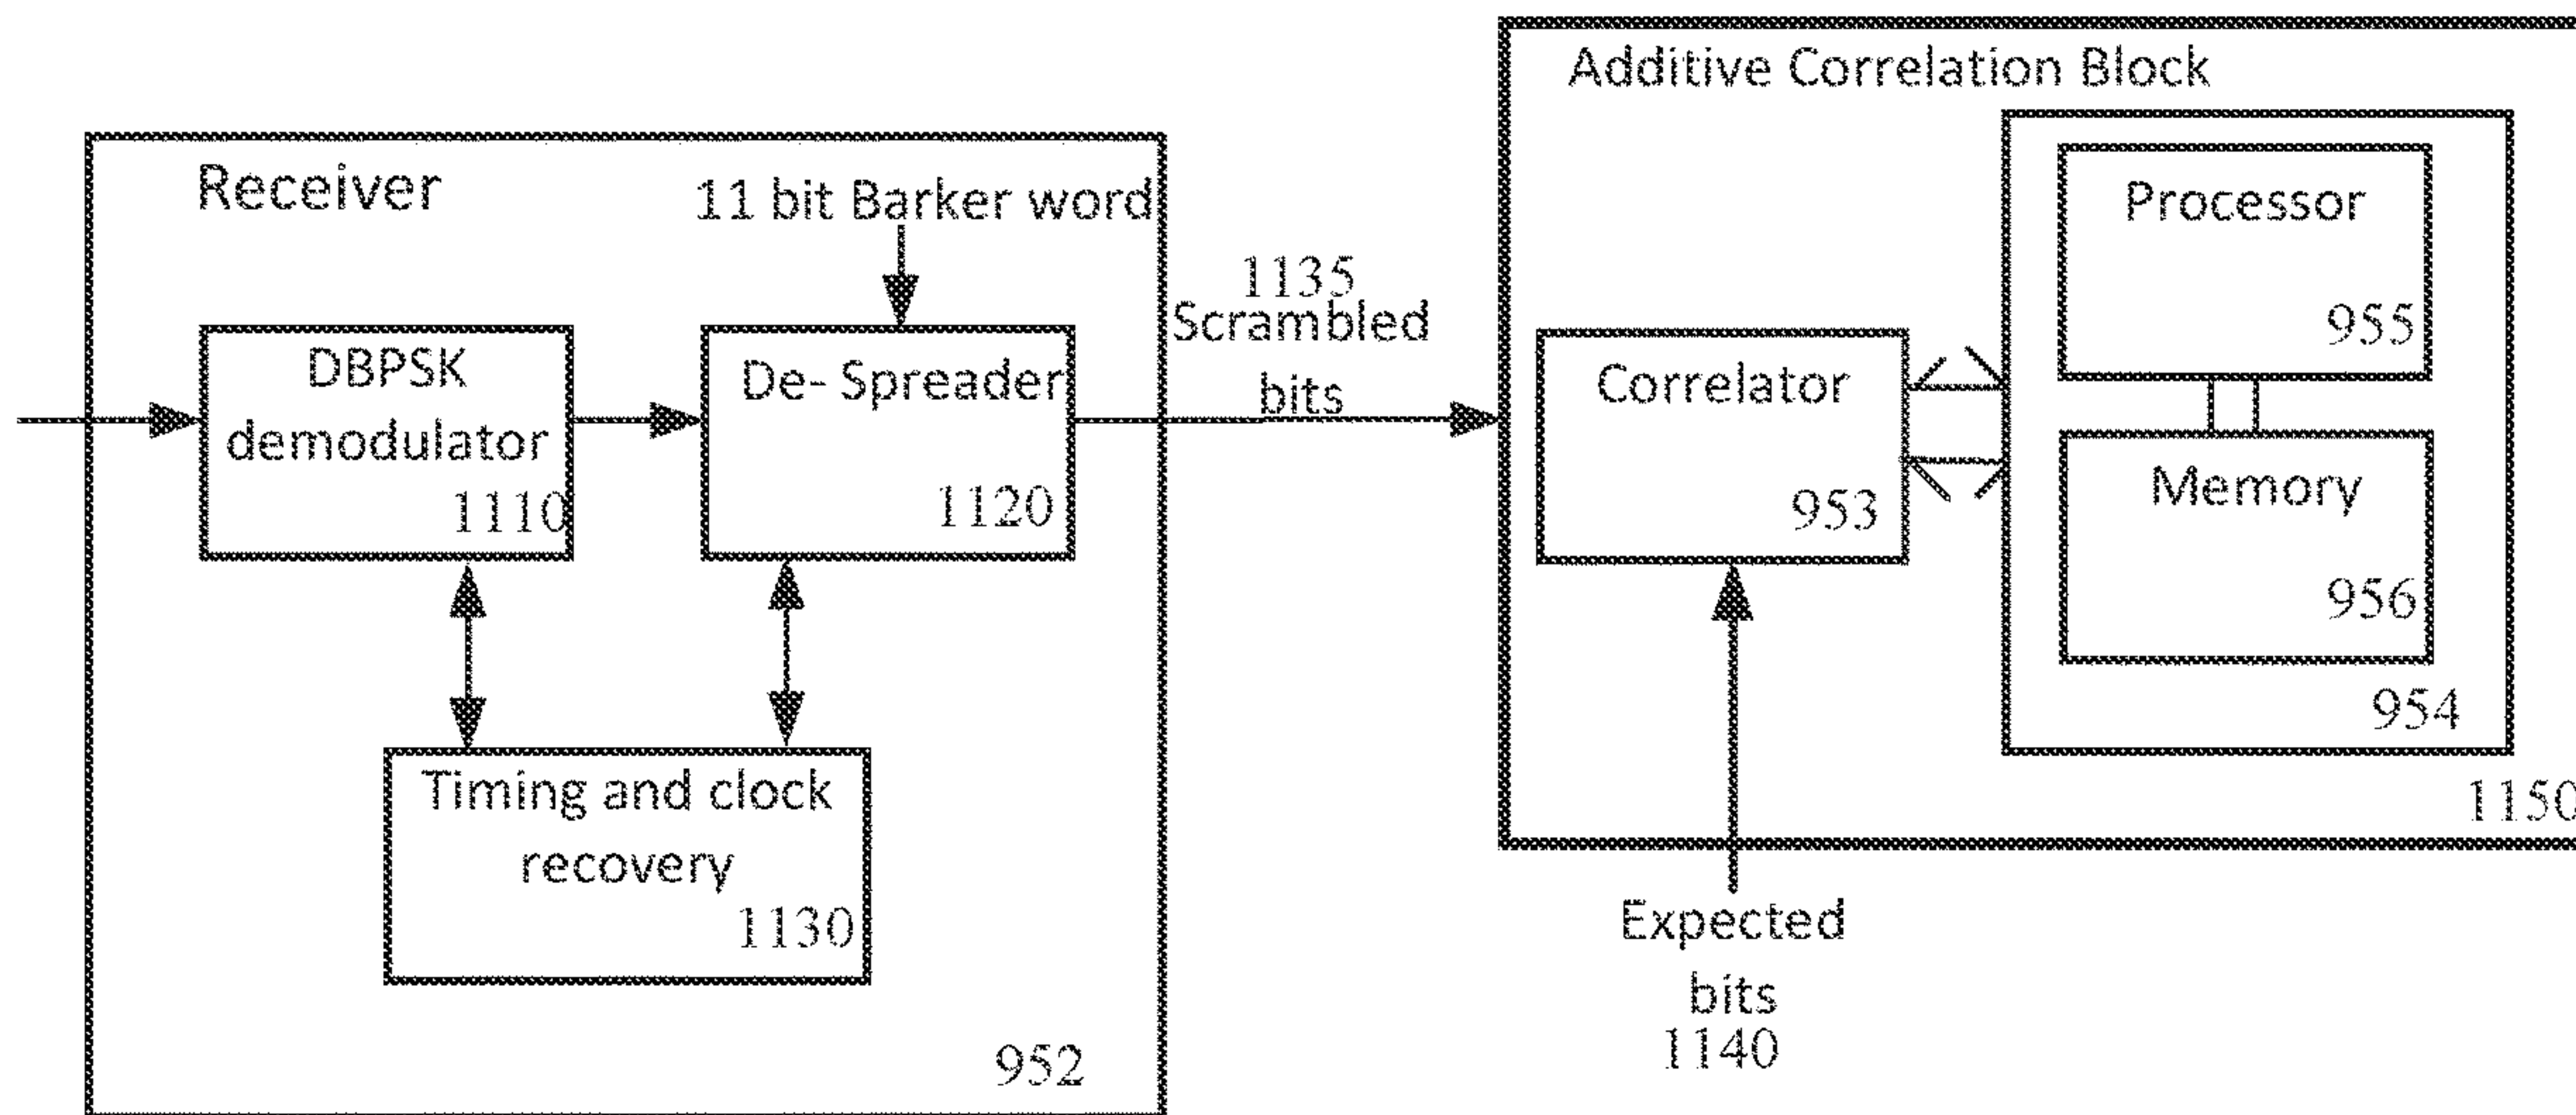 Receiver
11 bit Barker word
DBPSK
demodulator
1110
De- Spreader
1120
Timing and clock
recovery
1130
952
1135
Scrambled
bits
Additive Correlation Block
Correlator
953
Processor
955
Memory
956
954
1150
Expected
bits
1140